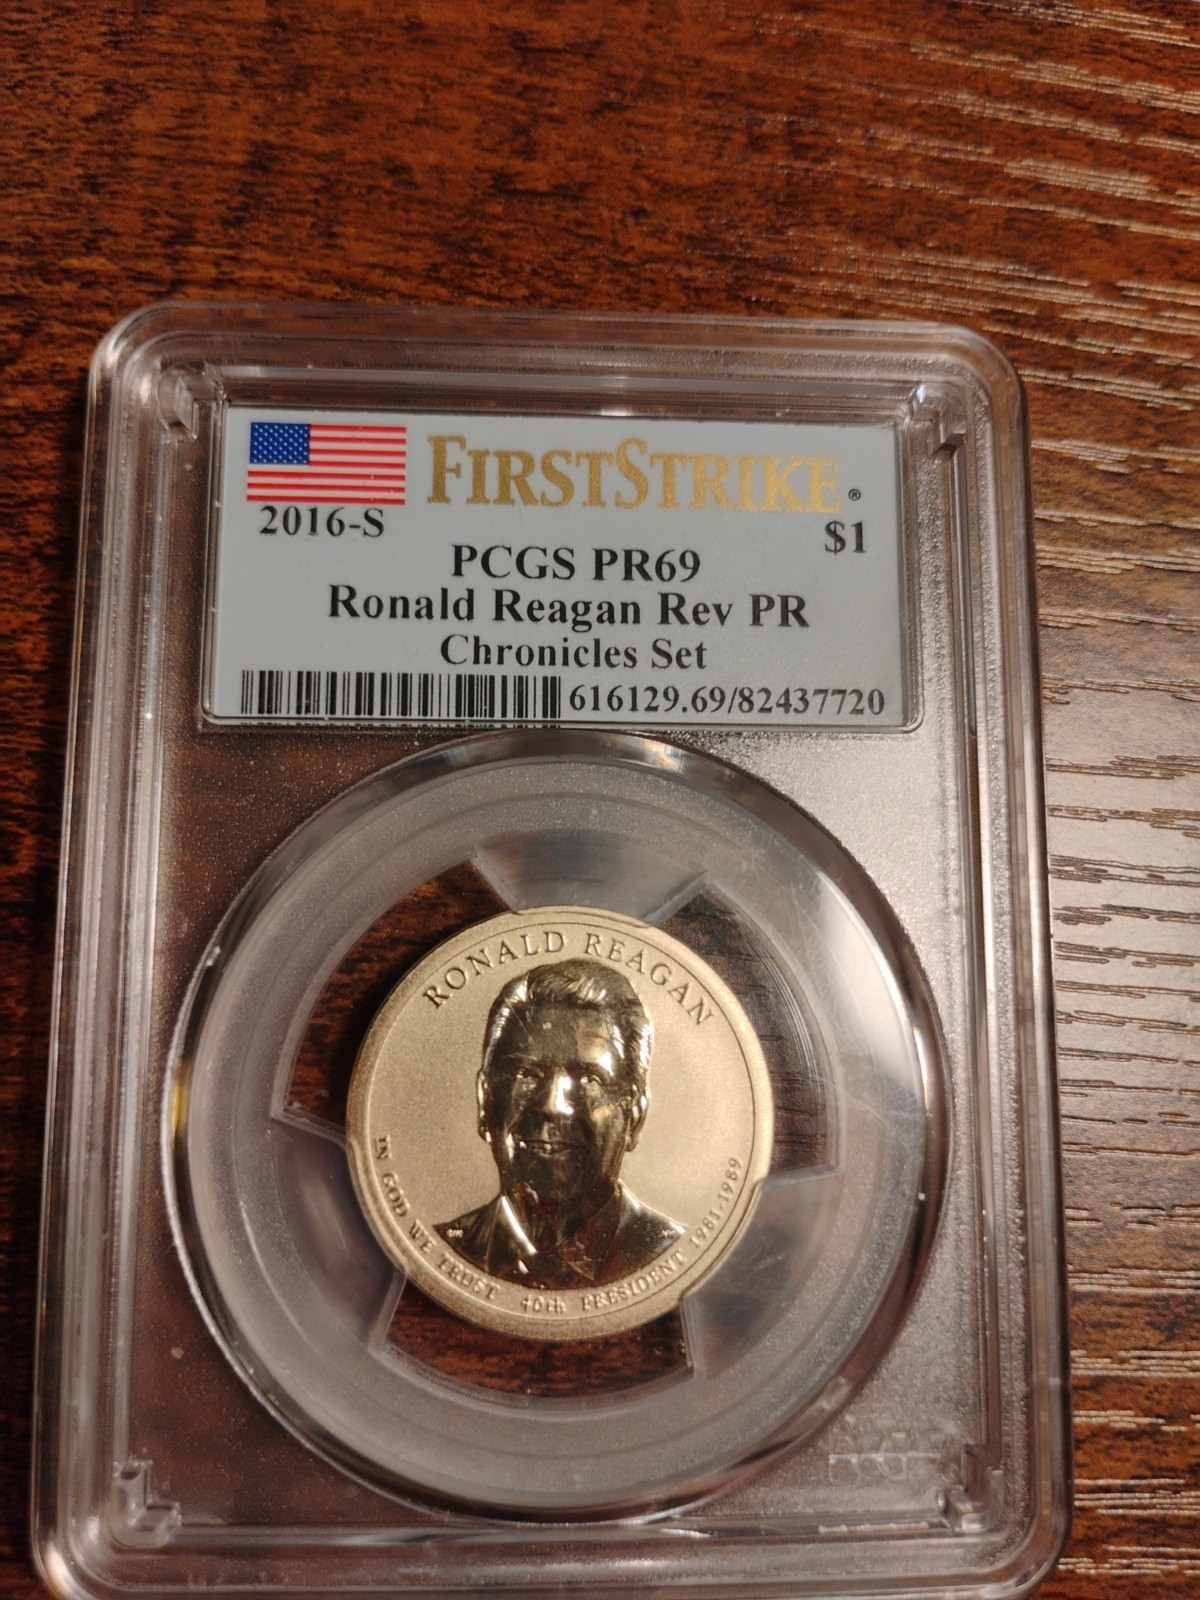 FIRSTSTRIKE®
2016-S
$1
PCGS PR69
Ronald Reagan Rev PR
Chronicles Set
616129.69/82437720
RONALD REAGAN
IN GOD WE TRUST 40th PRESIDENT 1981-1989
PCGS